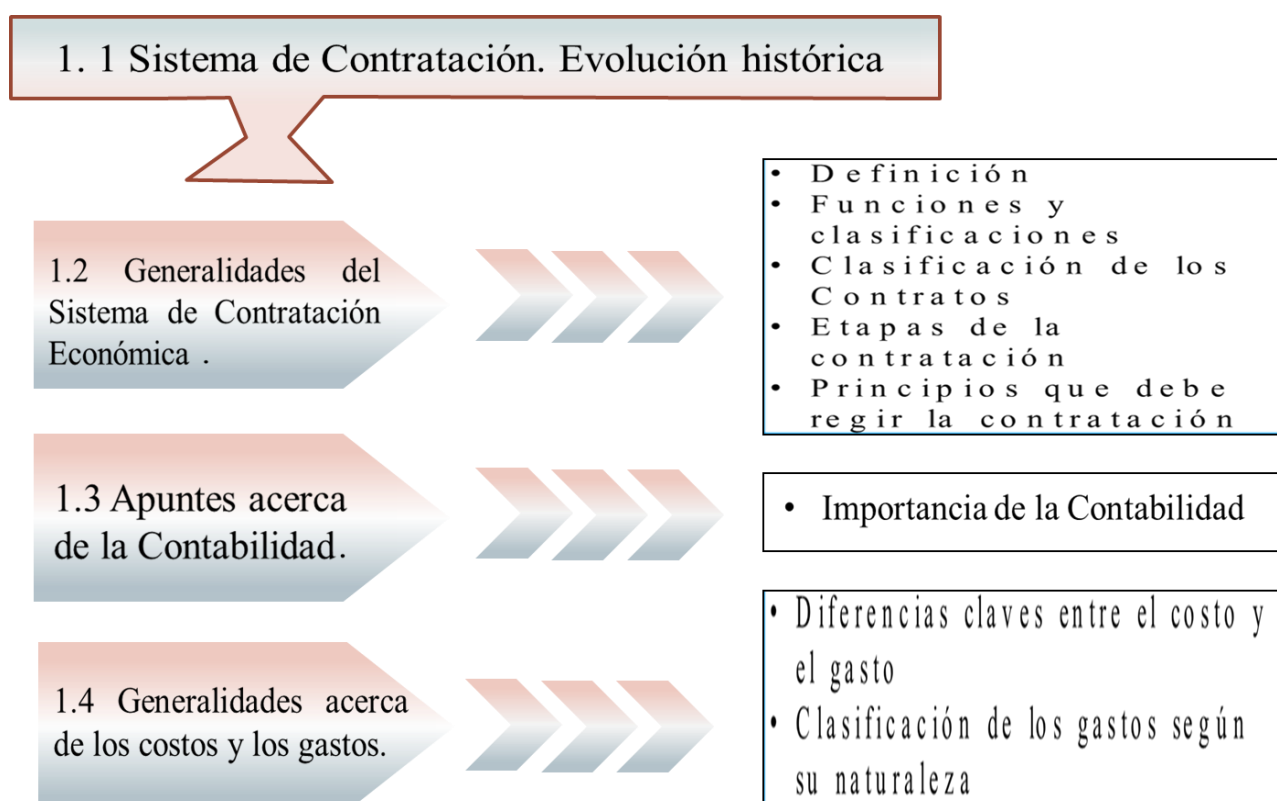 1. 1 Sistema de Contratación. Evolución histórica
1.2 Generalidades del
Sistema de Contratación
Económica .
• Definición
• Funciones y
clasificaciones
• Clasificación de los
Contratos
• Etapas de la
contratación
• Principios que debe
regir la contratación
1.3 Apuntes acerca
de la Contabilidad.
• Importancia de la Contabilidad
1.4 Generalidades acerca
de los costos y los gastos.
• Diferencias claves entre el costo y
el gasto
• Clasificación de los gastos según
su naturaleza